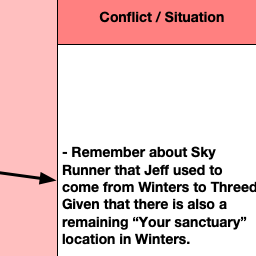 Conflict / Situation
- Remember about Sky
Runner that Jeff used to
come from Winters to Threed
Given that there is also a
remaining “Your sanctuary”
location in Winters.